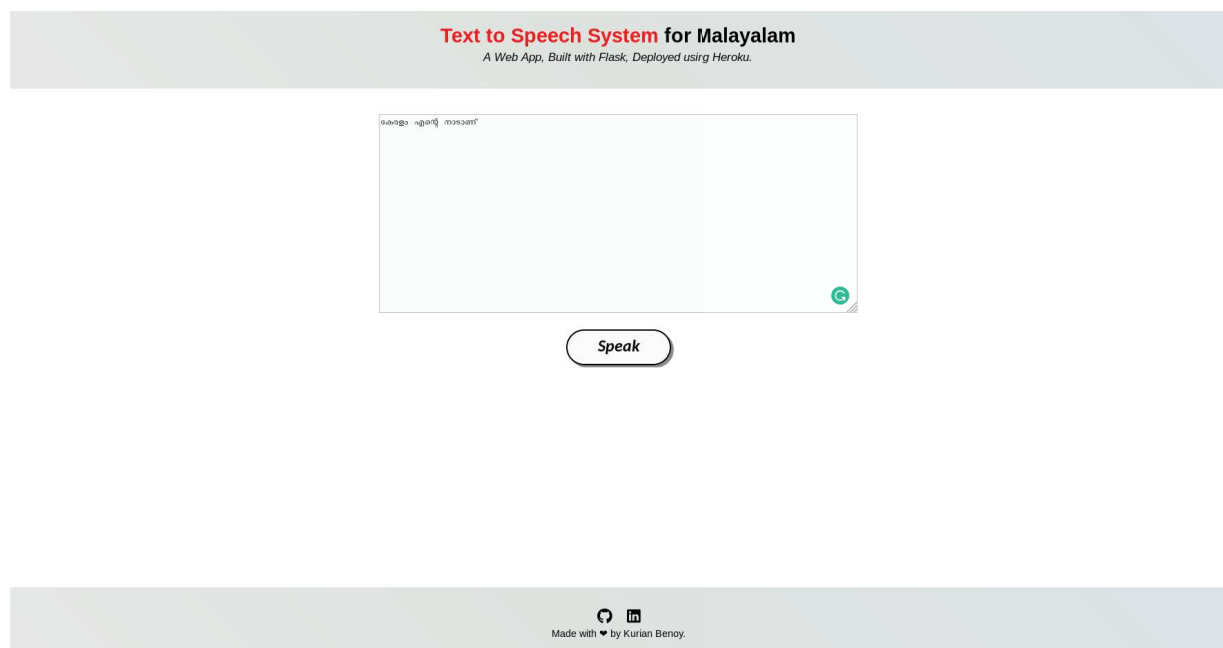 Text to Speech System for Malayalam
A Web App, Built with Flask, Deployed using Heroku.
കേരളം എന്റെ നാടാണ്
Speak
Made with ❤ by Kurian Benoy.